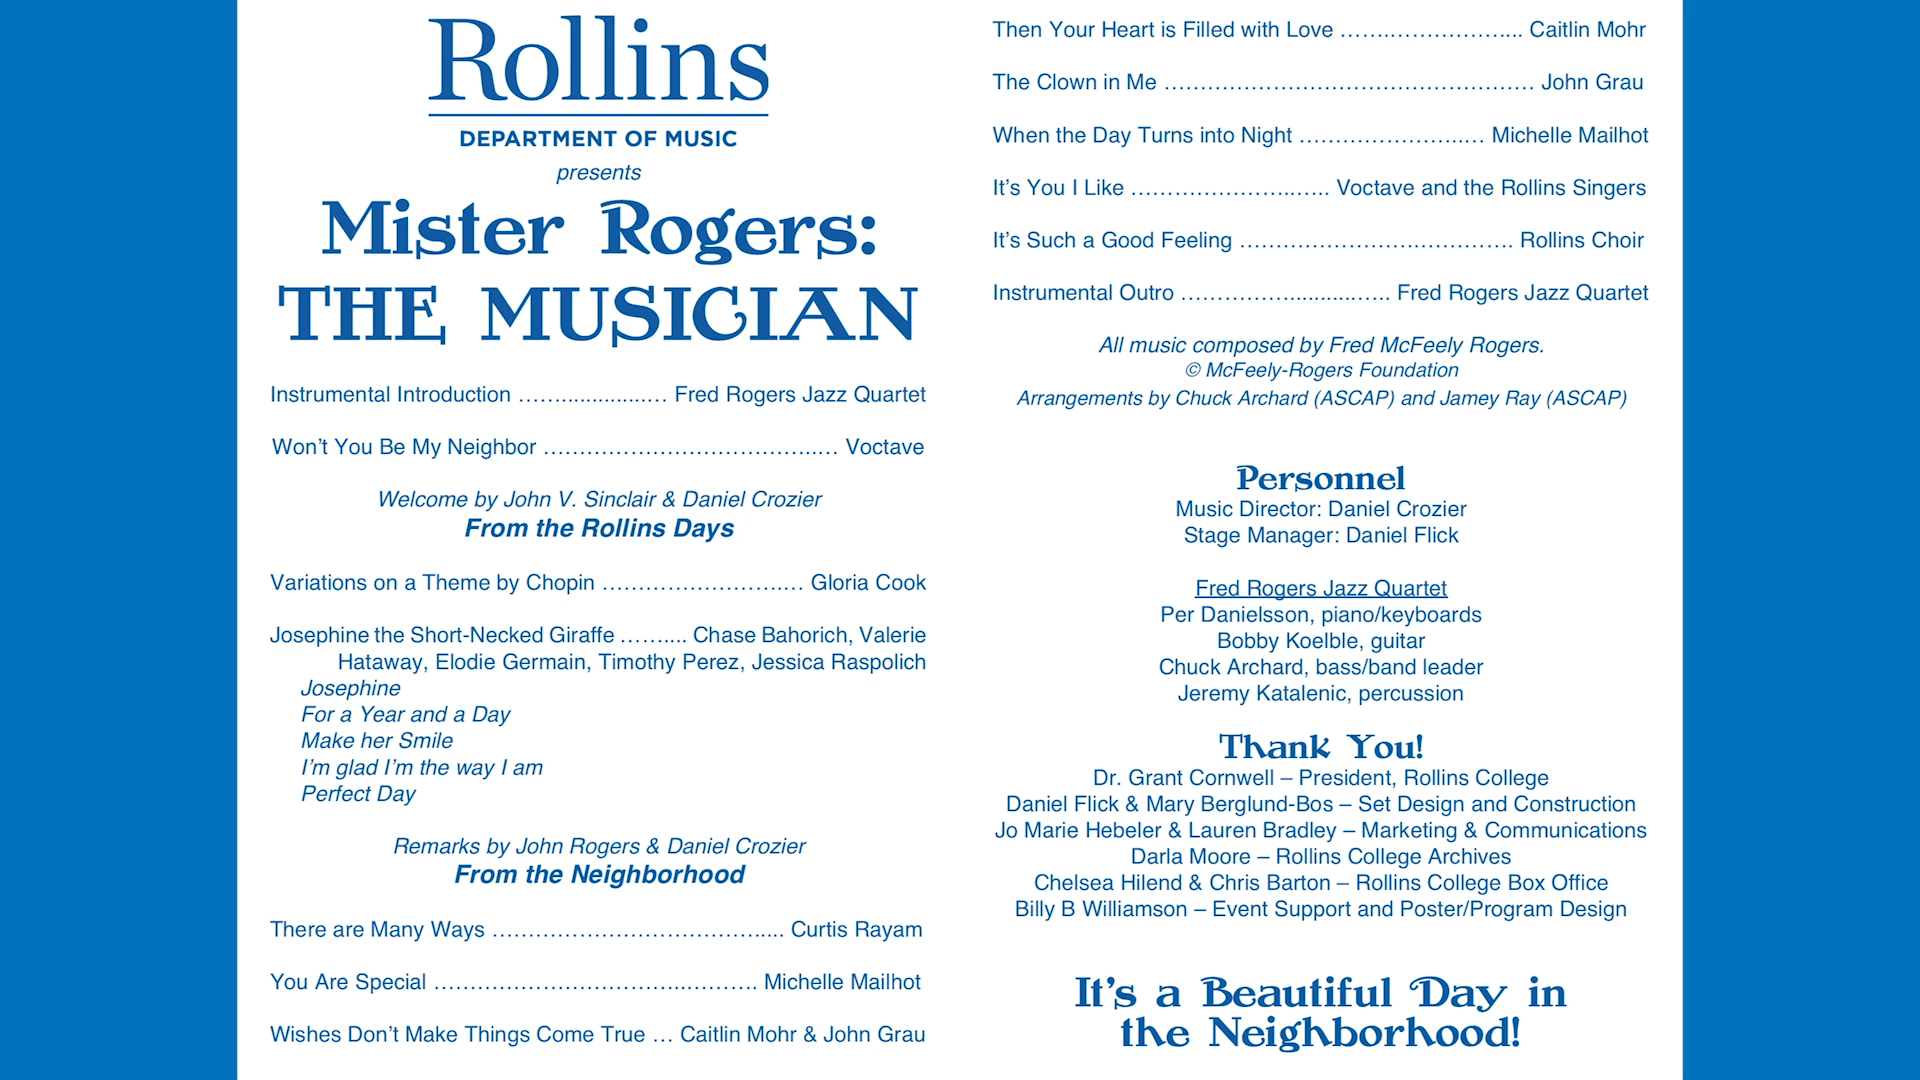 Rollins
DEPARTMENT OF MUSIC
presents
Mister Rogers:
THE MUSICIAN
Instrumental Introduction ……..............… Fred Rogers Jazz Quartet
Won’t You Be My Neighbor ………………………………..… Voctave
Welcome by John V. Sinclair & Daniel Crozier
From the Rollins Days
Variations on a Theme by Chopin …………………….… Gloria Cook
Josephine the Short-Necked Giraffe …….... Chase Bahorich, Valerie
Hataway, Elodie Germain, Timothy Perez, Jessica Raspolich
Josephine
For a Year and a Day
Make her Smile
I’m glad I’m the way I am
Perfect Day
Remarks by John Rogers & Daniel Crozier
From the Neighborhood
There are Many Ways ………………………………..... Curtis Rayam
You Are Special ……………………………..………. Michelle Mailhot
Wishes Don’t Make Things Come True … Caitlin Mohr & John Grau
Then Your Heart is Filled with Love …….…………….... Caitlin Mohr
The Clown in Me …………………………………………… John Grau
When the Day Turns into Night …………………..… Michelle Mailhot
It’s You I Like …………………..….. Voctave and the Rollins Singers
It’s Such a Good Feeling ………………………………. Rollins Choir
Instrumental Outro ……………...........….. Fred Rogers Jazz Quartet
All music composed by Fred McFeely Rogers.
© McFeely-Rogers Foundation
Arrangements by Chuck Archard (ASCAP) and Jamey Ray (ASCAP)
Personnel
Music Director: Daniel Crozier
Stage Manager: Daniel Flick
Fred Rogers Jazz Quartet
Per Danielsson, piano/keyboards
Bobby Koelble, guitar
Chuck Archard, bass/band leader
Jeremy Katalenic, percussion
Thank You!
Dr. Grant Cornwell – President, Rollins College
Daniel Flick & Mary Berglund-Bos – Set Design and Construction
Jo Marie Hebeler & Lauren Bradley – Marketing & Communications
Darla Moore – Rollins College Archives
Chelsea Hilend & Chris Barton – Rollins College Box Office
Billy B Williamson – Event Support and Poster/Program Design
It’s a Beautiful Day in
the Neighborhood!